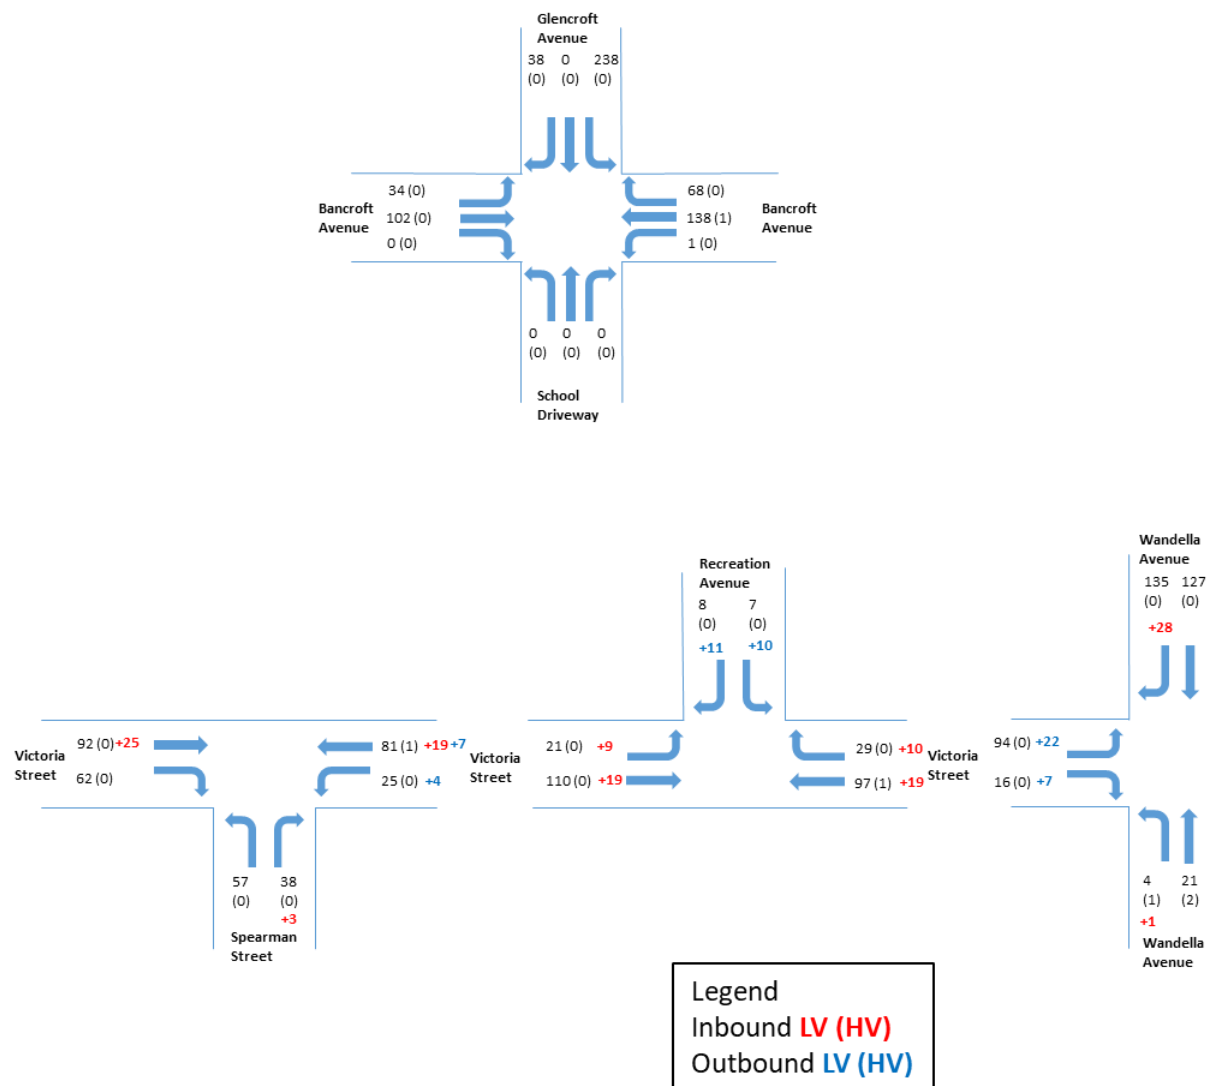 Glencroft
Avenue
38 0 238
(0) (0) (0)
34 (0)
102 (0)
0 (0)
Bancroft
Avenue
68 (0)
138 (1)
1 (0)
Bancroft
Avenue
0 0 0
(0) (0) (0)
School
Driveway
Victoria
Street
92 (0) +25
62 (0)
81 (1) +19 +7
25 (0) +4
57 38
(0) (0)
+3
Spearman
Street
Recreation
Avenue
8 7
(0) (0)
+11 +10
Victoria
Street
21 (0) +9
110 (0) +19
29 (0) +10
97 (1) +19
Wandella
Avenue
135 127
(0) (0)
+28
Victoria
Street
94 (0) +22
16 (0) +7
4 21
(1) (2)
+1
Wandella
Avenue
Legend
Inbound LV (HV)
Outbound LV (HV)